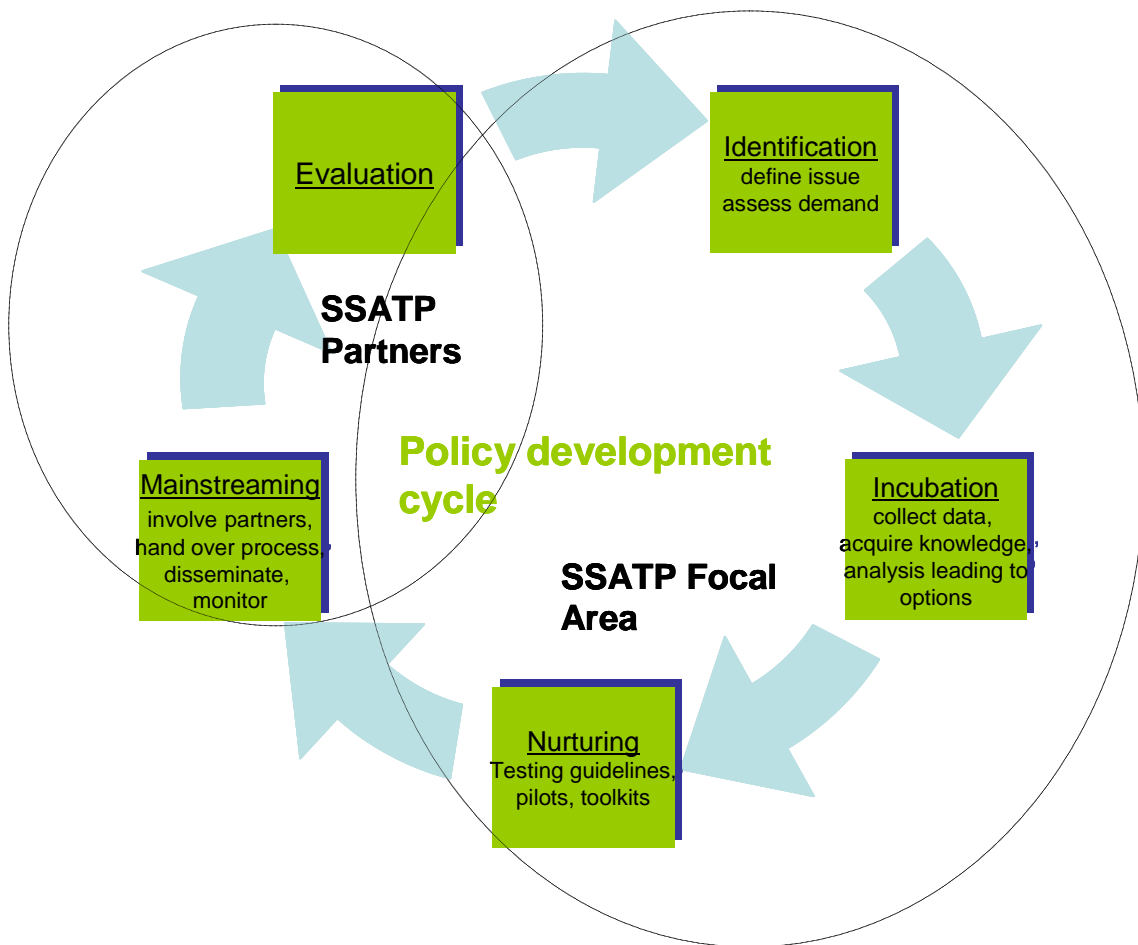 Evaluation
Identification
define issue
assess demand
SSATP
Partners
Policy development
cycle
Mainstreaming
involve partners,
hand over process,
disseminate,
monitor
Incubation
collect data,
acquire knowledge,
analysis leading to
options
SSATP Focal
Area
Nurturing
Testing guidelines,
pilots, toolkits